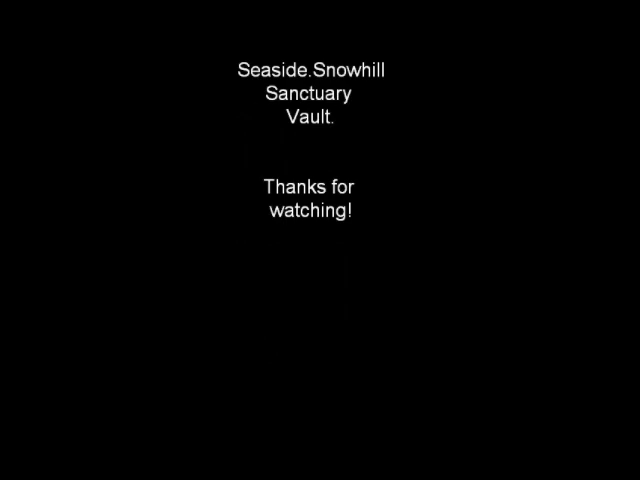 Seaside.Snowhill
Sanctuary
Vault.
Thanks for
watching!